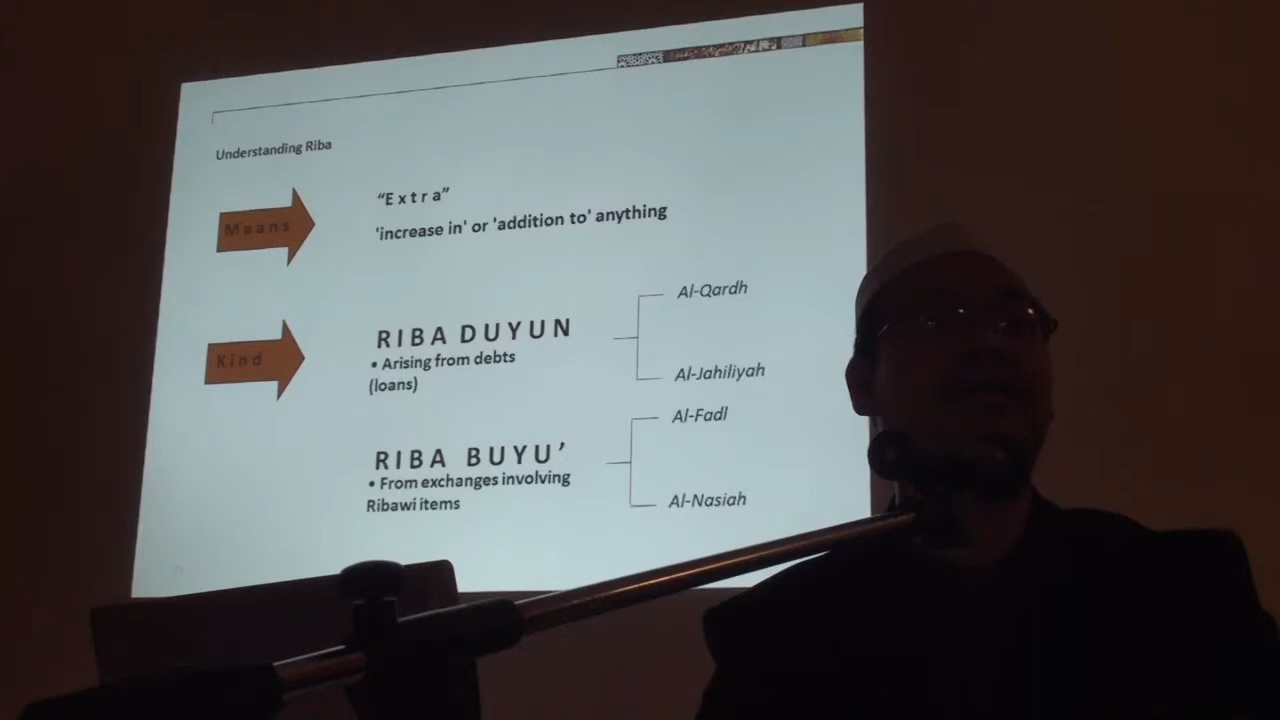 Understanding Riba
Means
“E x t r a”
'increase in' or 'addition to' anything
Kind
RIBA DUYUN
• Arising from debts
(loans)
Al-Qardh
Al-Jahiliyah
RIBA BUYU’
• From exchanges involving
Ribawi items
Al-Fadl
Al-Nasiah